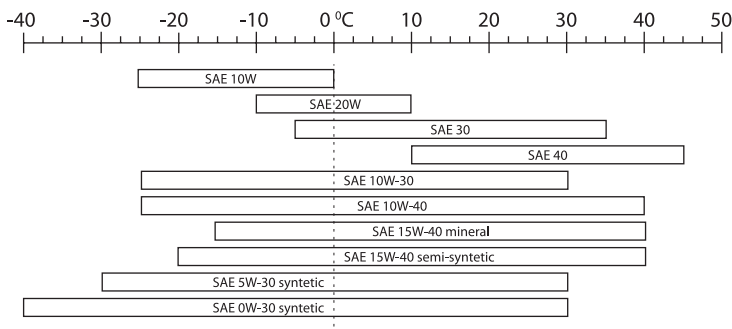 -40 -30 -20 -10 0 ⁰C 10 20 30 40 50
SAE 10W
SAE 20W
SAE 30
SAE 40
SAE 10W-30
SAE 10W-40
SAE 15W-40 mineral
SAE 15W-40 semi-syntetic
SAE 5W-30 syntetic
SAE 0W-30 syntetic